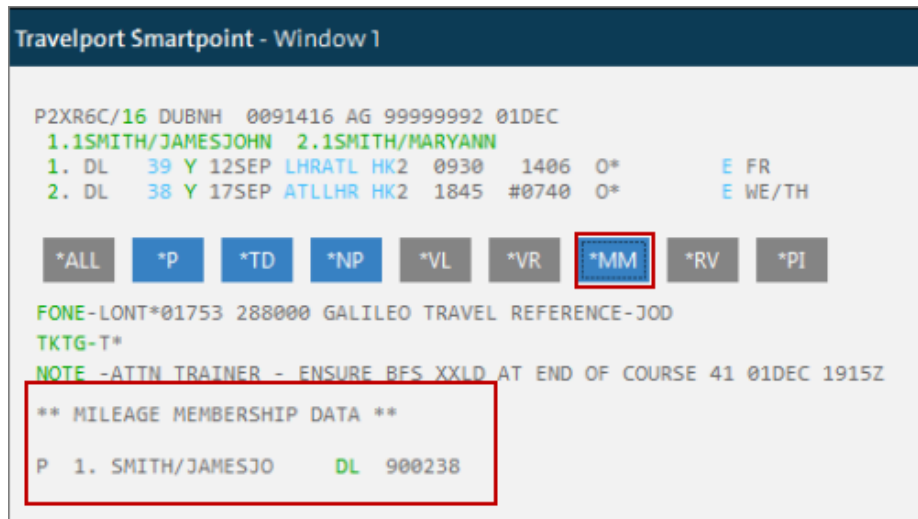 Travelport Smartpoint - Window 1
P2XR6C/16 DUBNH 0091416 AG 99999992 01DEC
1.1SMITH/JAMESJOHN 2.1SMITH/MARYANN
1. DL 39 Y 12SEP LHRATL HK2 0930 1406 O* E FR
2. DL 38 Y 17SEP ATLLHR HK2 1845 #0740 O* E WE/TH
*ALL *P *TD *NP *VL *VR *MM *RV *PI
FONE-LONT*01753 288000 GALILEO TRAVEL REFERENCE-JOD
TKTG-T*
NOTE -ATTN TRAINER - ENSURE BFS XXLD AT END OF COURSE 41 01DEC 1915Z
** MILEAGE MEMBERSHIP DATA **
P 1. SMITH/JAMESJO DL 900238